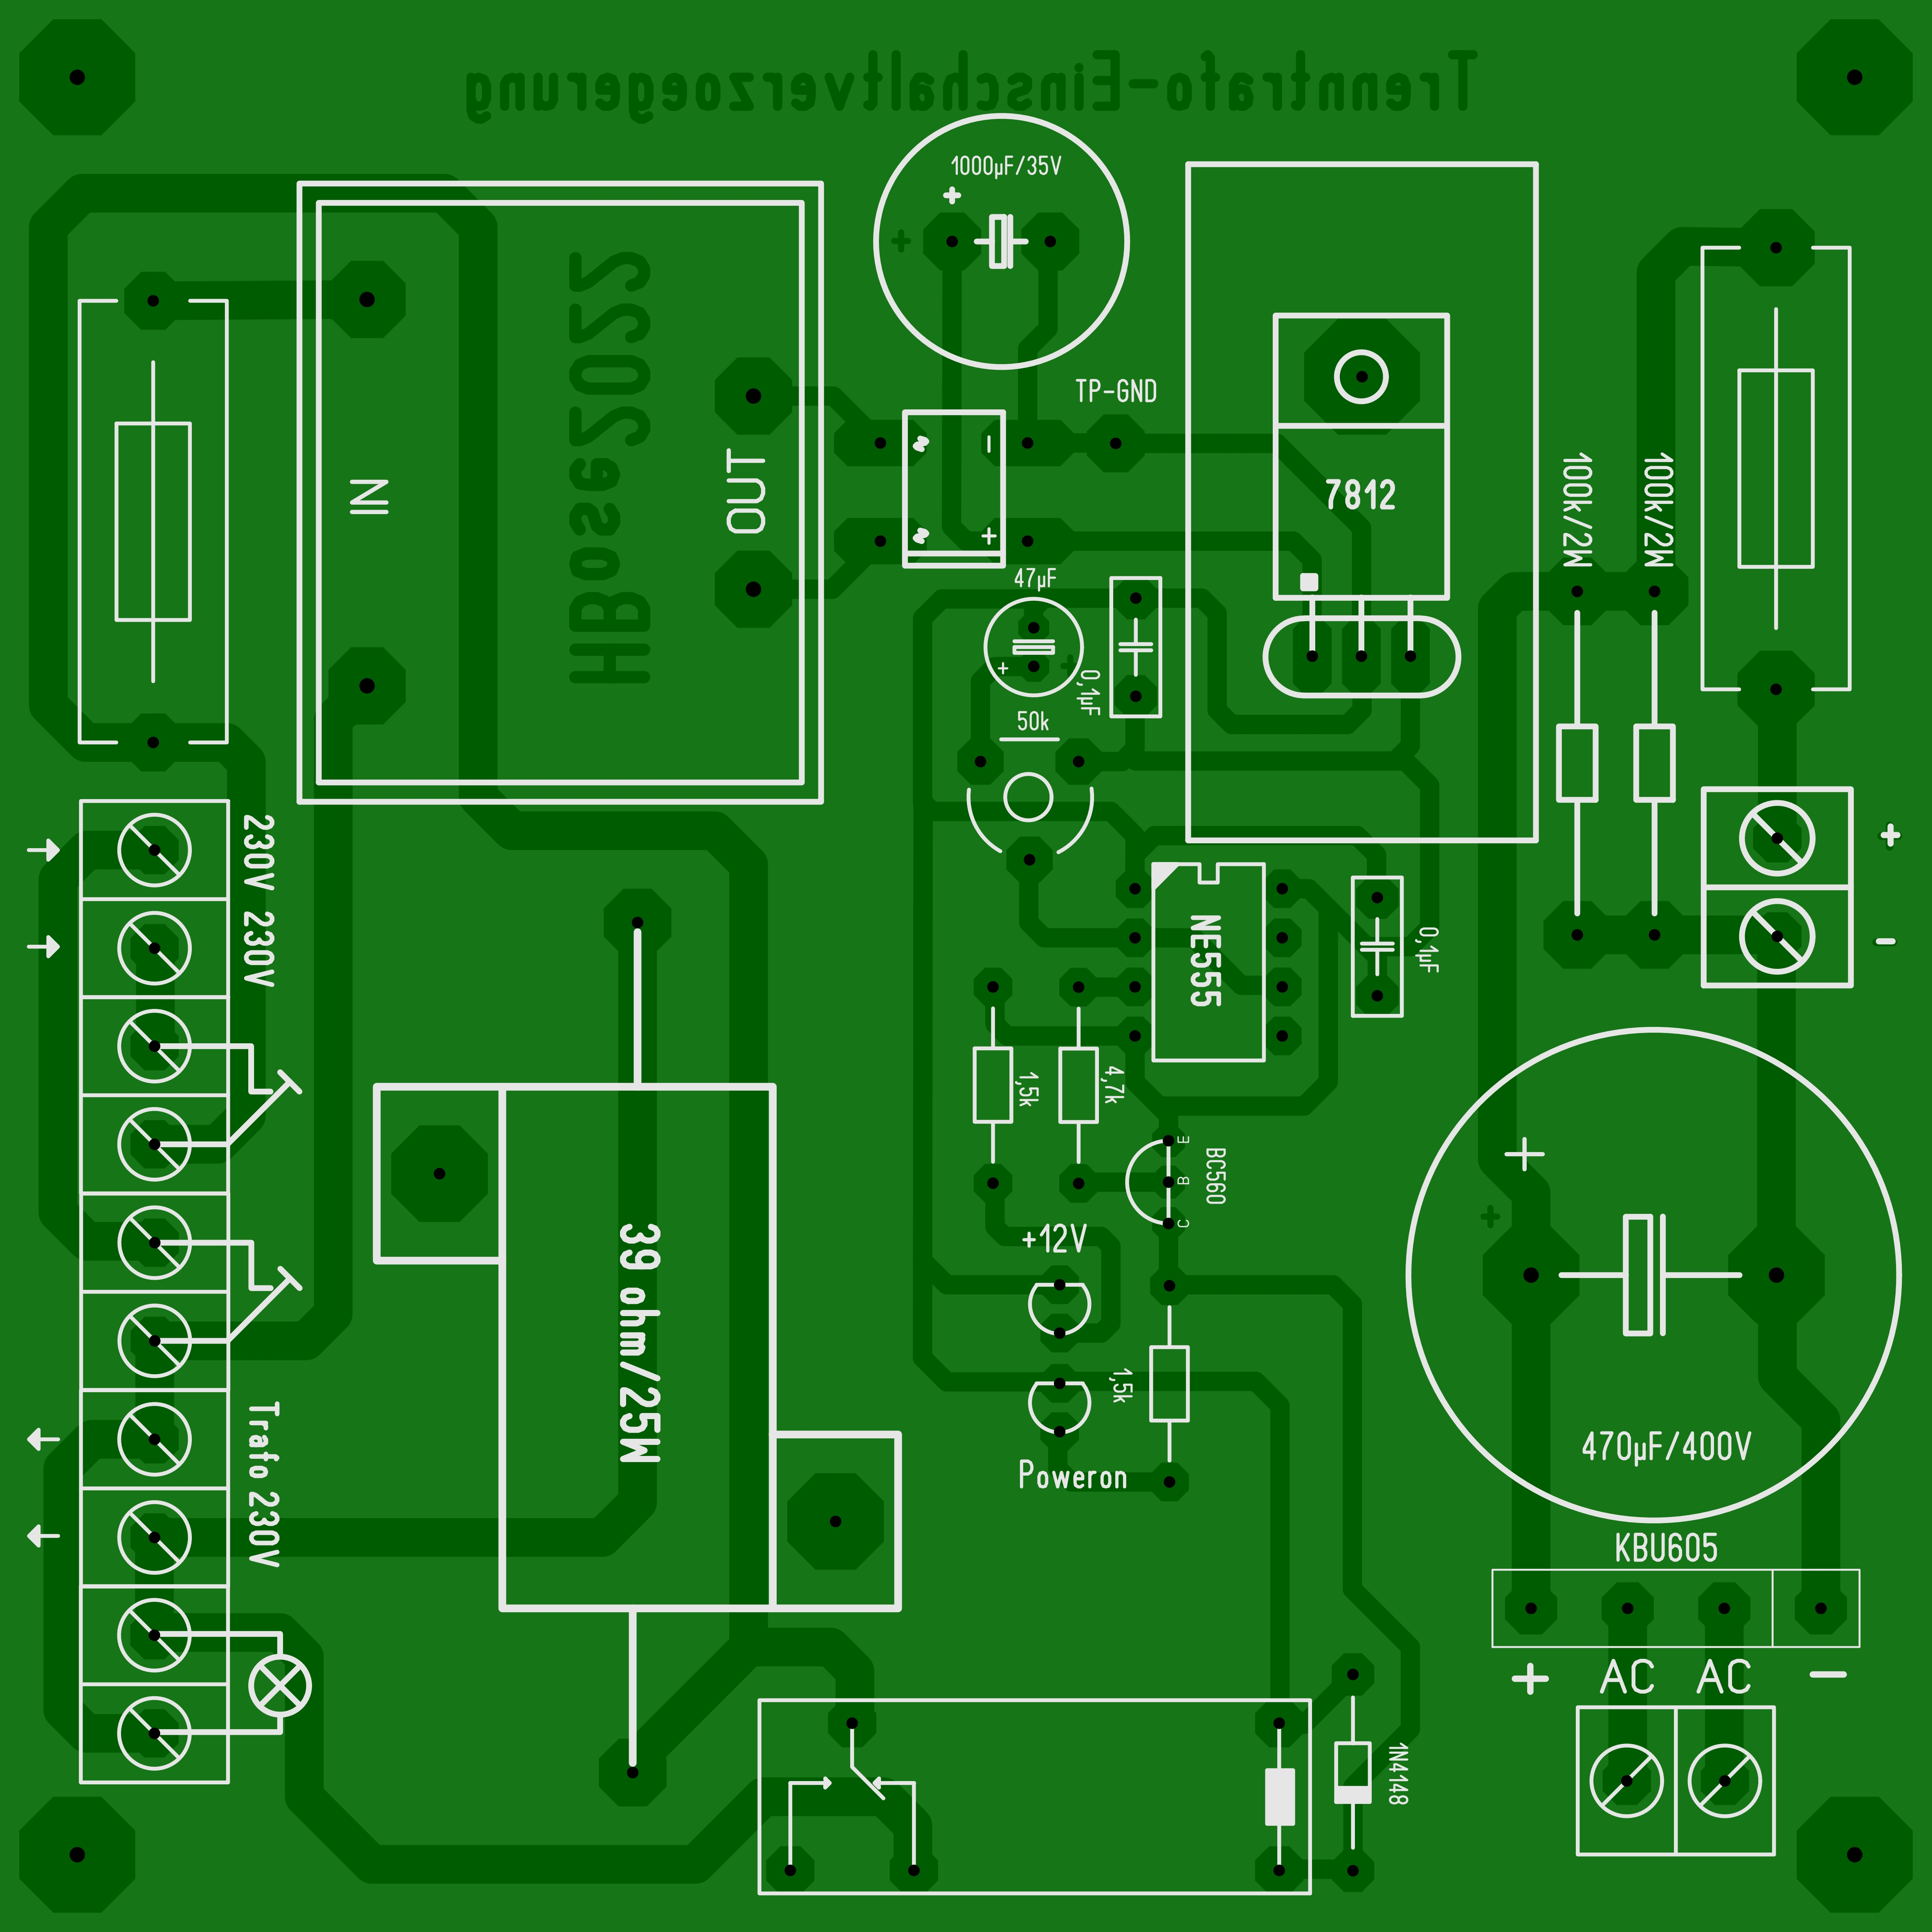 Trenntrafo-Einschaltverzoegerung
1000µF/35V
+
+
TP-GND
HBose2022
IN
OUT
~
-
~
+
7812
100k/2W
100k/2W
47µF
+
+
0,1µF
50k
230V 230V
+
-
NE555
0,1µF
1,5k
4,7k
E
B
C
BC560
+
+
39 ohm/25W
+12V
1,5k
Poweron
Trafo 230V
470µF/400V
KBU605
+ AC AC -
1N4148